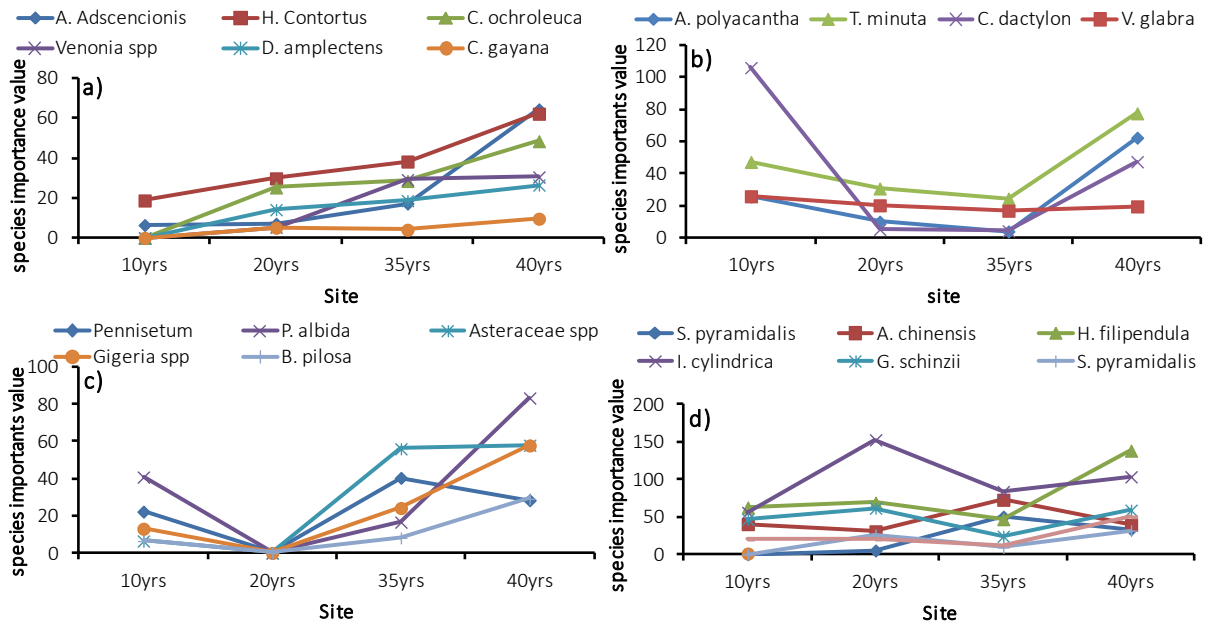 A. Adscencionis H. Contortus C. ochroleuca
Venonia spp D. amplectens C. gayana
a)
species importance value
80
60
40
20
0
10yrs 20yrs 35yrs 40yrs
Site
A. polyacantha T. minuta C. dactylon V. glabra
b)
species importants value
120
100
80
60
40
20
0
10yrs 20yrs 35yrs 40yrs
site
Pennisetum P. albida Asteraceae spp
Gigeria spp B. pilosa
c)
species importants value
100
80
60
40
20
0
10yrs 20yrs 35yrs 40yrs
Site
S. pyramidalis A. chinensis H. filipendula
I. cylindrica G. schinzii S. pyramidalis
d)
species importance value
200
150
100
50
0
10yrs 20yrs 35yrs 40yrs
Site